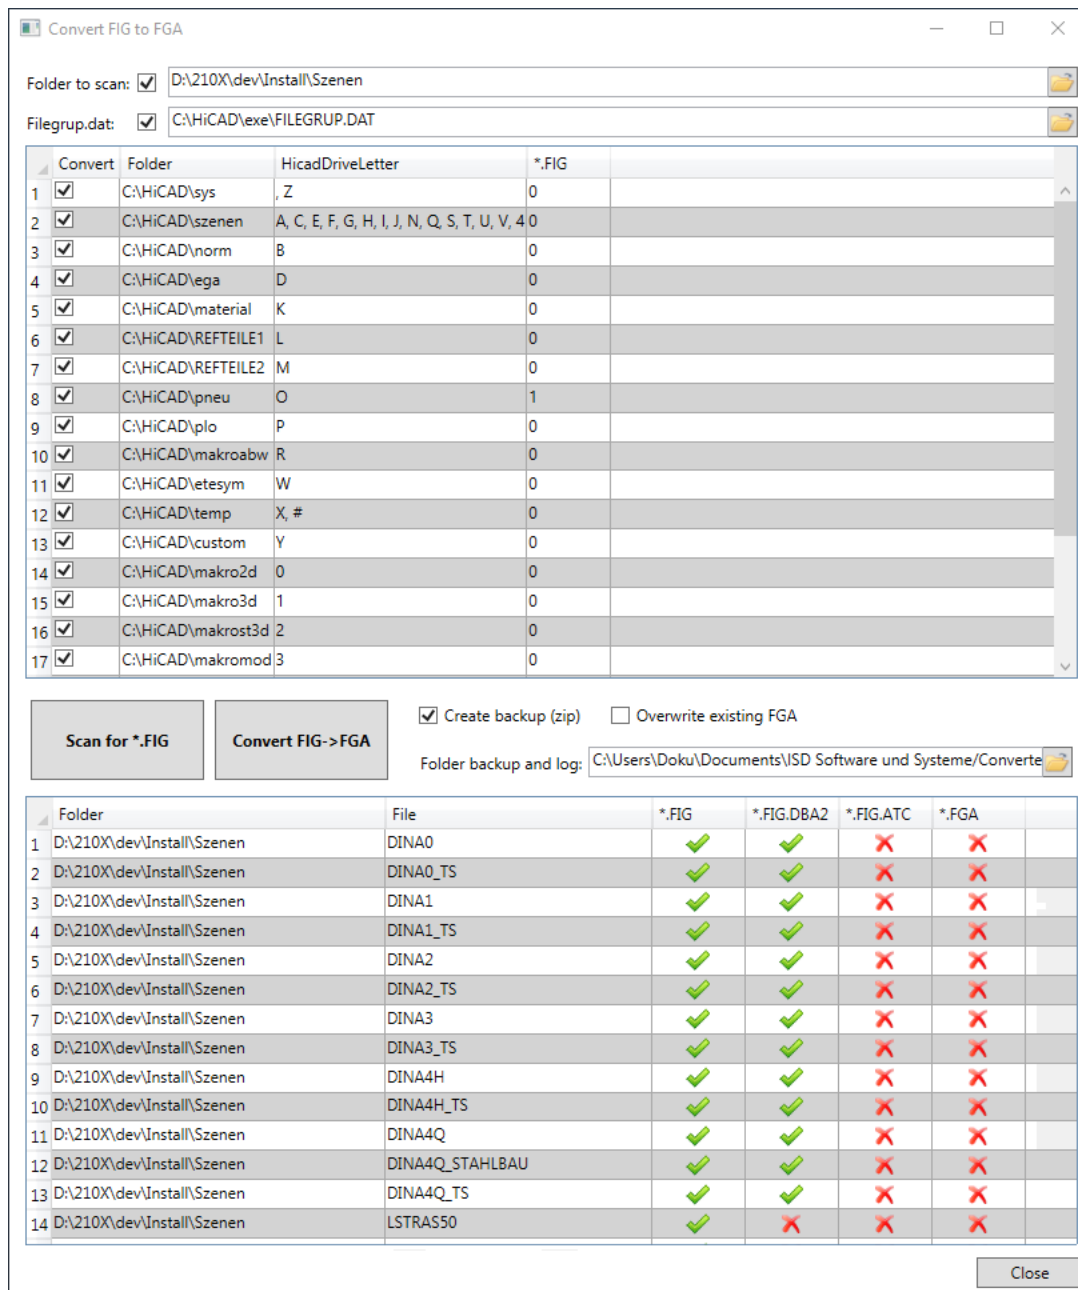 Convert FIG to FGA
Folder to scan: D:\210X\dev\Install\Szenen
Filegrup.dat: C:\HiCAD\exe\FILEGRUP.DAT
Convert Folder HicadDriveLetter *.FIG
1 C:\HiCAD\sys , Z 0
2 C:\HiCAD\szenen A, C, E, F, G, H, I, J, N, Q, S, T, U, V, 4 0
3 C:\HiCAD\norm B 0
4 C:\HiCAD\ega D 0
5 C:\HiCAD\material K 0
6 C:\HiCAD\REFTEILE1 L 0
7 C:\HiCAD\REFTEILE2 M 0
8 C:\HiCAD\pneu O 1
9 C:\HiCAD\plo P 0
10 C:\HiCAD\makroabw R 0
11 C:\HiCAD\etesym W 0
12 C:\HiCAD\temp X, # 0
13 C:\HiCAD\custom Y 0
14 C:\HiCAD\makro2d 0 0
15 C:\HiCAD\makro3d 1 0
16 C:\HiCAD\makrost3d 2 0
17 C:\HiCAD\makromod 3 0
Scan for *.FIG Convert FIG->FGA
Create backup (zip) Overwrite existing FGA
Folder backup and log: C:\Users\Doku\Documents\ISD Software und Systeme/Converte
Folder File *.FIG *.FIG.DBA2 *.FIG.ATC *.FGA
1 D:\210X\dev\Install\Szenen DINA0
2 D:\210X\dev\Install\Szenen DINA0_TS
3 D:\210X\dev\Install\Szenen DINA1
4 D:\210X\dev\Install\Szenen DINA1_TS
5 D:\210X\dev\Install\Szenen DINA2
6 D:\210X\dev\Install\Szenen DINA2_TS
7 D:\210X\dev\Install\Szenen DINA3
8 D:\210X\dev\Install\Szenen DINA3_TS
9 D:\210X\dev\Install\Szenen DINA4H
10 D:\210X\dev\Install\Szenen DINA4H_TS
11 D:\210X\dev\Install\Szenen DINA4Q
12 D:\210X\dev\Install\Szenen DINA4Q_STAHLBAU
13 D:\210X\dev\Install\Szenen DINA4Q_TS
14 D:\210X\dev\Install\Szenen LSTRAS50
Close